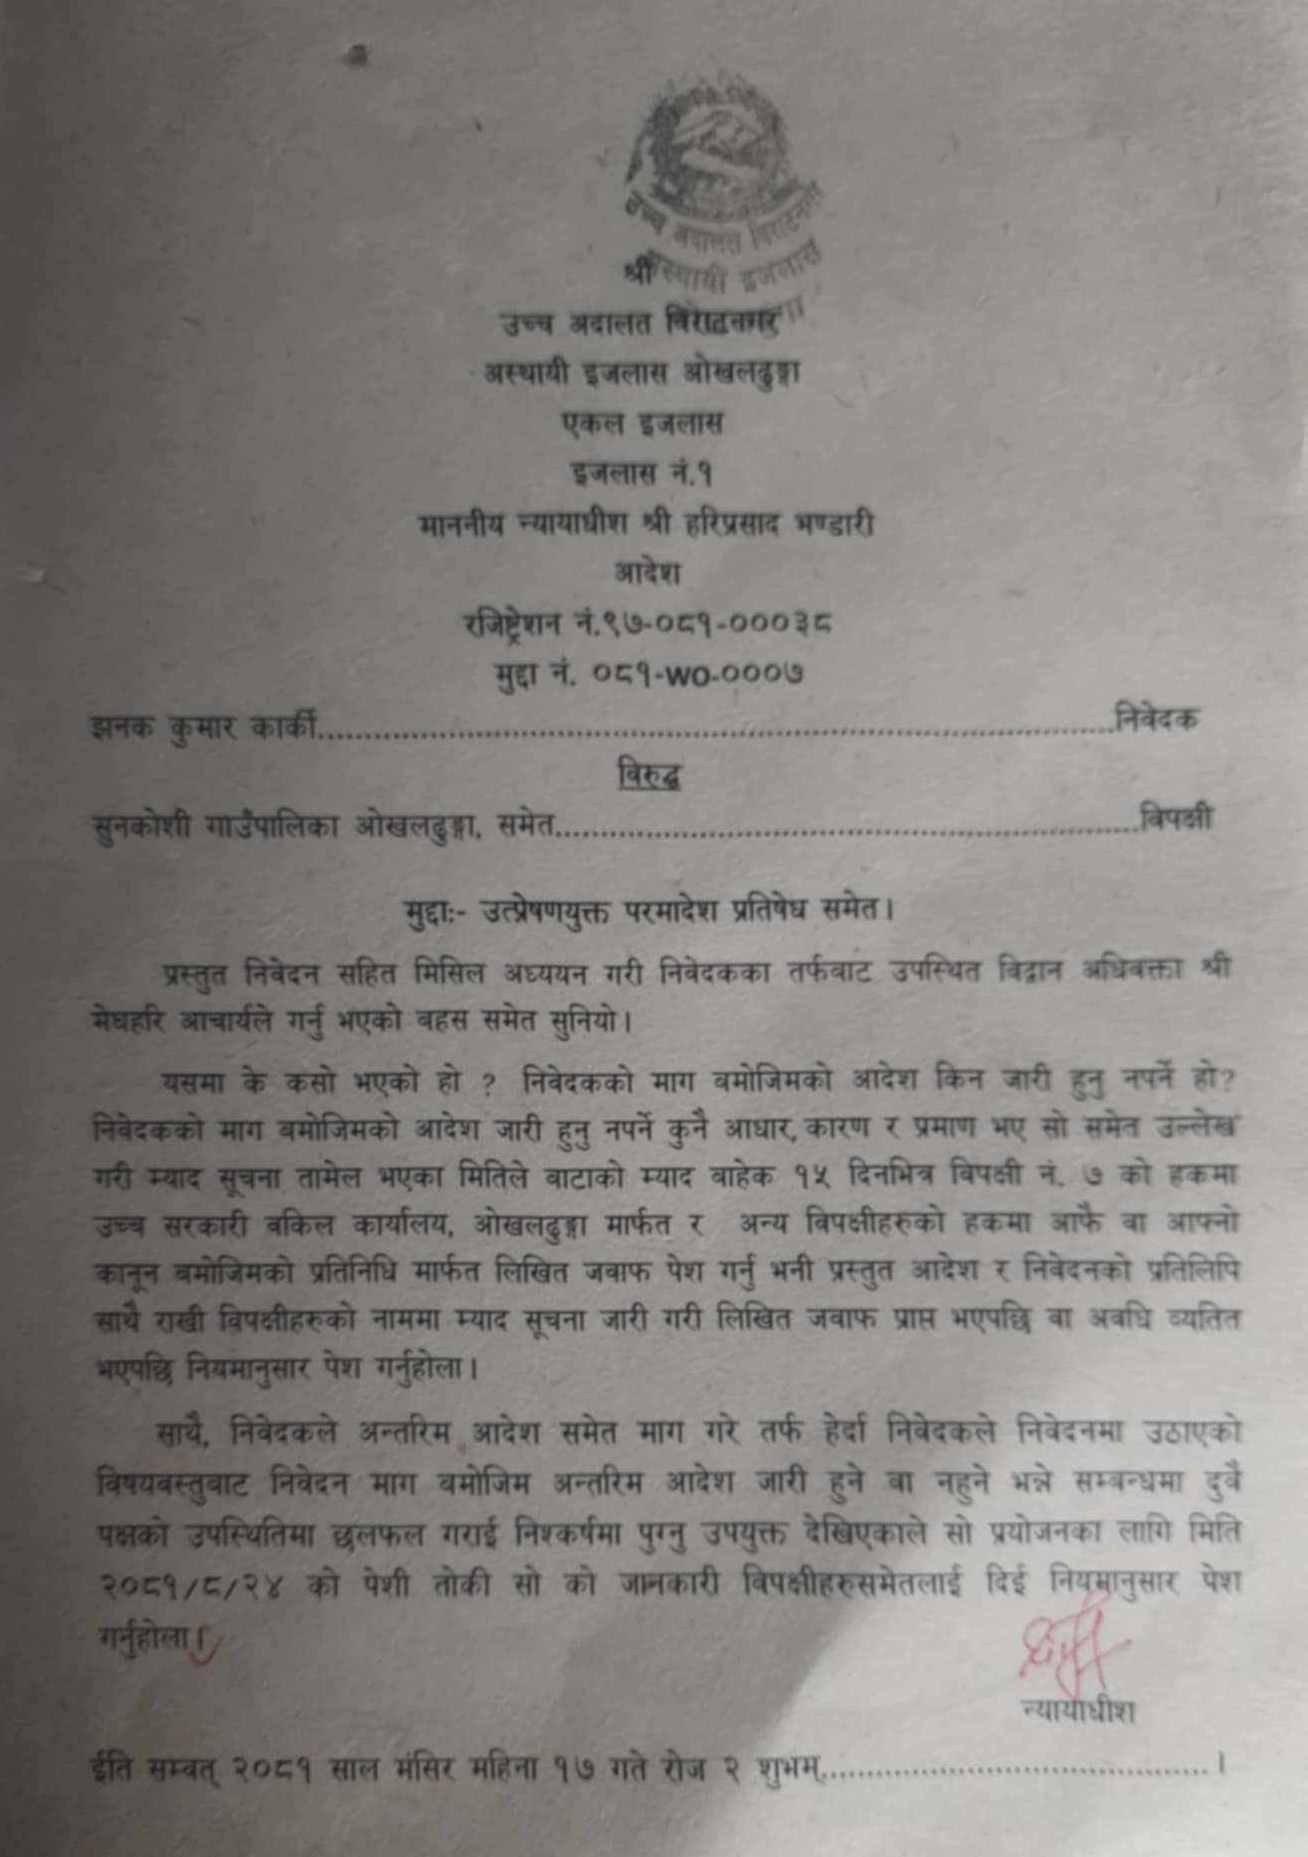 उच्च अदालत विराटनगर
अस्थायी इजलास
श्री
उच्च अदालत विराटनगर
अस्थायी इजलास ओखलढुङ्गा
एकल इजलास
इजलास नं.१
माननीय न्यायाधीश श्री हरिप्रसाद भण्डारी
आदेश
रजिष्ट्रेशन नं.९७-०८१-०००३८
मुद्दा नं. ०८१-WO-०००७
झनक कुमार कार्की.......................................................................................निवेदक
विरुद्ध
सुनकोशी गाउँपालिका ओखलढुङ्गा, समेत................................................................विपक्षी
मुद्दाः- उत्प्रेषणयुक्त परमादेश प्रतिषेध समेत।
प्रस्तुत निवेदन सहित मिसिल अध्ययन गरी निवेदकका तर्फबाट उपस्थित विद्वान अधिवक्ता श्री
मेघहरि आचार्यले गर्नु भएको बहस समेत सुनियो।
यसमा के कसो भएको हो ? निवेदकको माग बमोजिमको आदेश किन जारी हुनु नपर्ने हो?
निवेदकको माग बमोजिमको आदेश जारी हुनु नपर्ने कुनै आधार, कारण र प्रमाण भए सो समेत उल्लेख
गरी म्याद सूचना तामेल भएका मितिले बाटाको म्याद बाहेक १५ दिनभित्र विपक्षी नं. ७ को हकमा
उच्च सरकारी वकिल कार्यालय, ओखलढुङ्गा मार्फत र अन्य विपक्षीहरुको हकमा आफै वा आफ्नो
कानून बमोजिमको प्रतिनिधि मार्फत लिखित जवाफ पेश गर्नु भनी प्रस्तुत आदेश र निवेदनको प्रतिलिपि
साथै राखी विपक्षीहरुको नाममा म्याद सूचना जारी गरी लिखित जवाफ प्राप्त भएपछि वा अवधि व्यतित
भएपछि नियमानुसार पेश गर्नुहोला।
साथै, निवेदकले अन्तरिम आदेश समेत माग गरे तर्फ हेर्दा निवेदकले निवेदनमा उठाएको
विषयवस्तुबाट निवेदन माग बमोजिम अन्तरिम आदेश जारी हुने वा नहुने भन्ने सम्बन्धमा दुवै
पक्षको उपस्थितिमा छलफल गराई निश्कर्षमा पुग्नु उपयुक्त देखिएकाले सो प्रयोजनका लागि मिति
२०८१/८/२४ को पेशी तोकी सो को जानकारी विपक्षीहरुसमेतलाई दिई नियमानुसार पेश
गर्नुहोला।
न्यायाधीश
ईति सम्वत् २०८१ साल मंसिर महिना १७ गते रोज २ शुभम्..........................................।